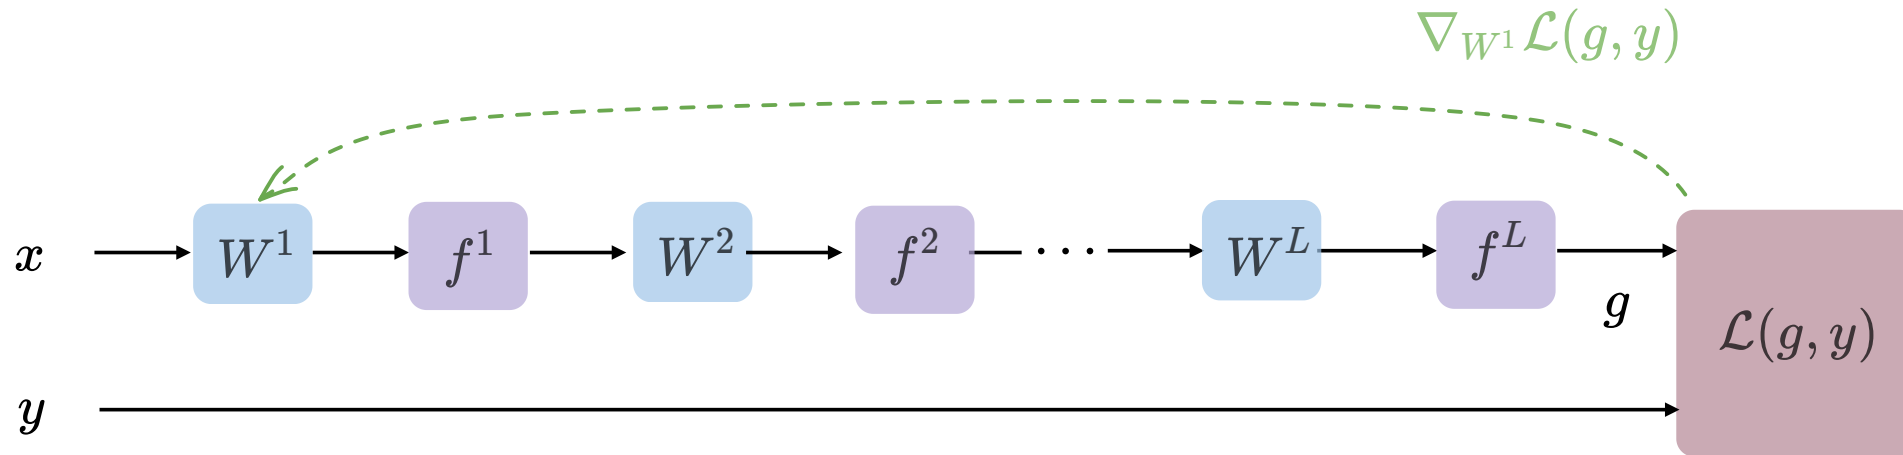 ∇_{W^1} ℒ(g, y)
x W^1 f^1 W^2 f^2 ... W^L f^L
g
ℒ(g, y)
y